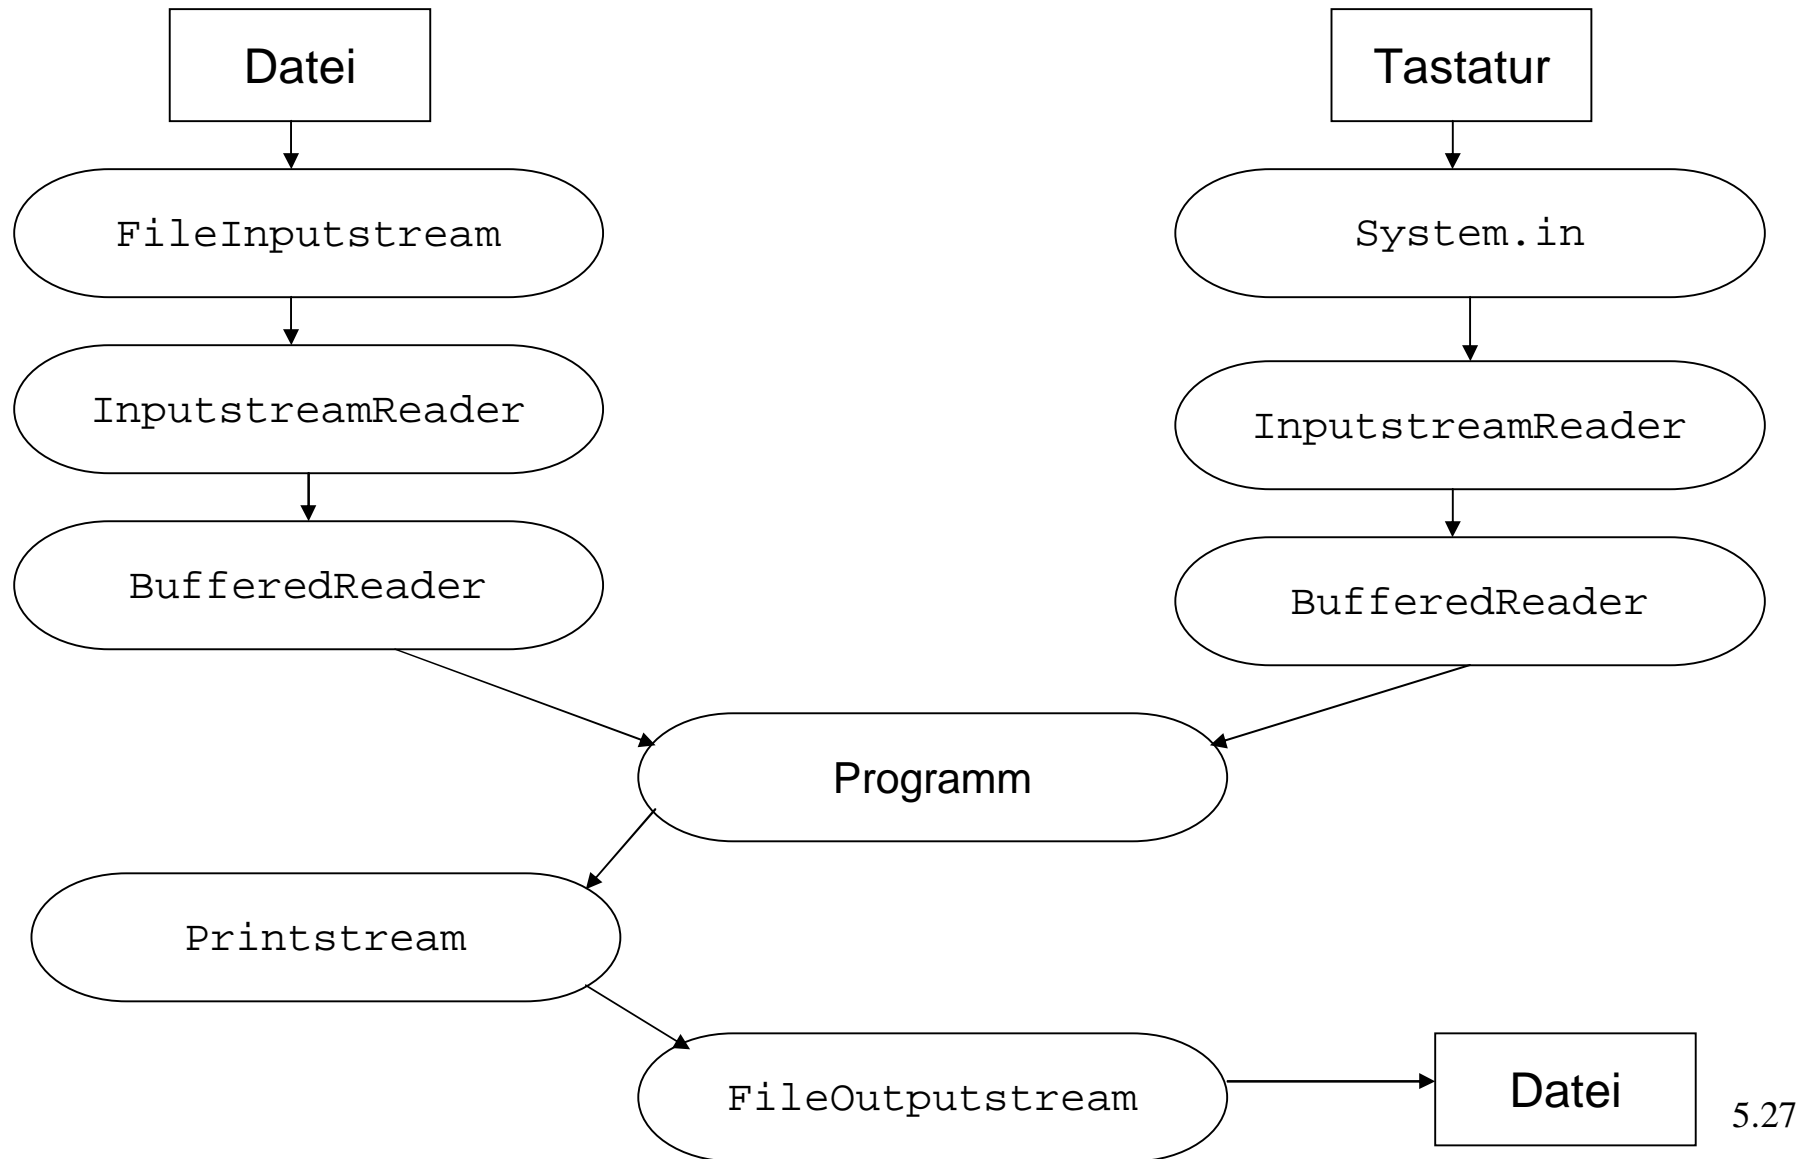 Datei
Tastatur
FileInputstream
System.in
InputstreamReader
InputstreamReader
BufferedReader
BufferedReader
Programm
Printstream
FileOutputstream
Datei
5.27